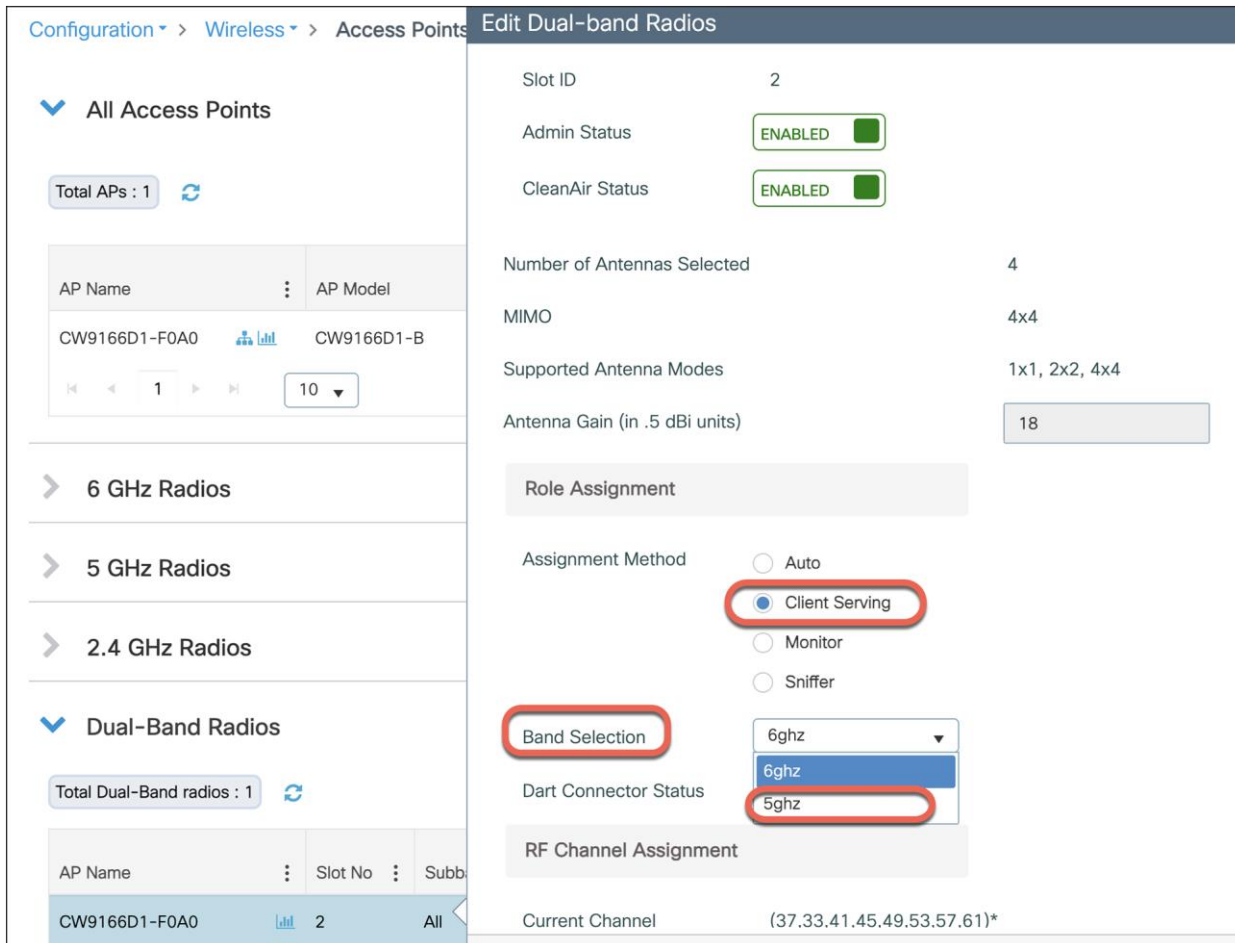 Configuration > Wireless > Access Points
All Access Points
Total APs : 1
AP Name
AP Model
CW9166D1-F0A0
CW9166D1-B
1
10
6 GHz Radios
5 GHz Radios
2.4 GHz Radios
Dual-Band Radios
Total Dual-Band radios : 1
AP Name
Slot No
Subb
CW9166D1-F0A0
2
All
Edit Dual-band Radios
Slot ID
2
Admin Status
ENABLED
CleanAir Status
ENABLED
Number of Antennas Selected
4
MIMO
4x4
Supported Antenna Modes
1x1, 2x2, 4x4
Antenna Gain (in .5 dBi units)
18
Role Assignment
Assignment Method
Auto
Client Serving
Monitor
Sniffer
Band Selection
6ghz
6ghz
5ghz
Dart Connector Status
RF Channel Assignment
Current Channel
(37,33,41,45,49,53,57,61)*